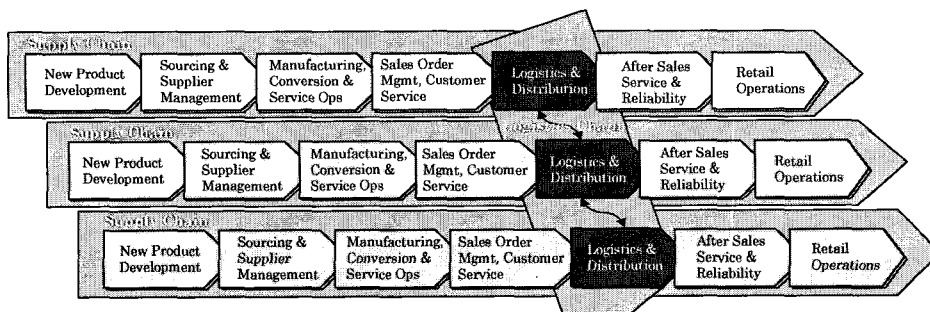 Supply Chain
New Product
Development
Sourcing &
Supplier
Management
Manufacturing,
Conversion &
Service Ops
Sales Order
Mgmt, Customer
Service
Logistics &
Distribution
After Sales
Service &
Reliability
Retail
Operations
Supply Chain
Logistics Chain
New Product
Development
Sourcing &
Supplier
Management
Manufacturing,
Conversion &
Service Ops
Sales Order
Mgmt, Customer
Service
Logistics &
Distribution
After Sales
Service &
Reliability
Retail
Operations
Supply Chain
New Product
Development
Sourcing &
Supplier
Management
Manufacturing,
Conversion &
Service Ops
Sales Order
Mgmt, Customer
Service
Logistics &
Distribution
After Sales
Service &
Reliability
Retail
Operations